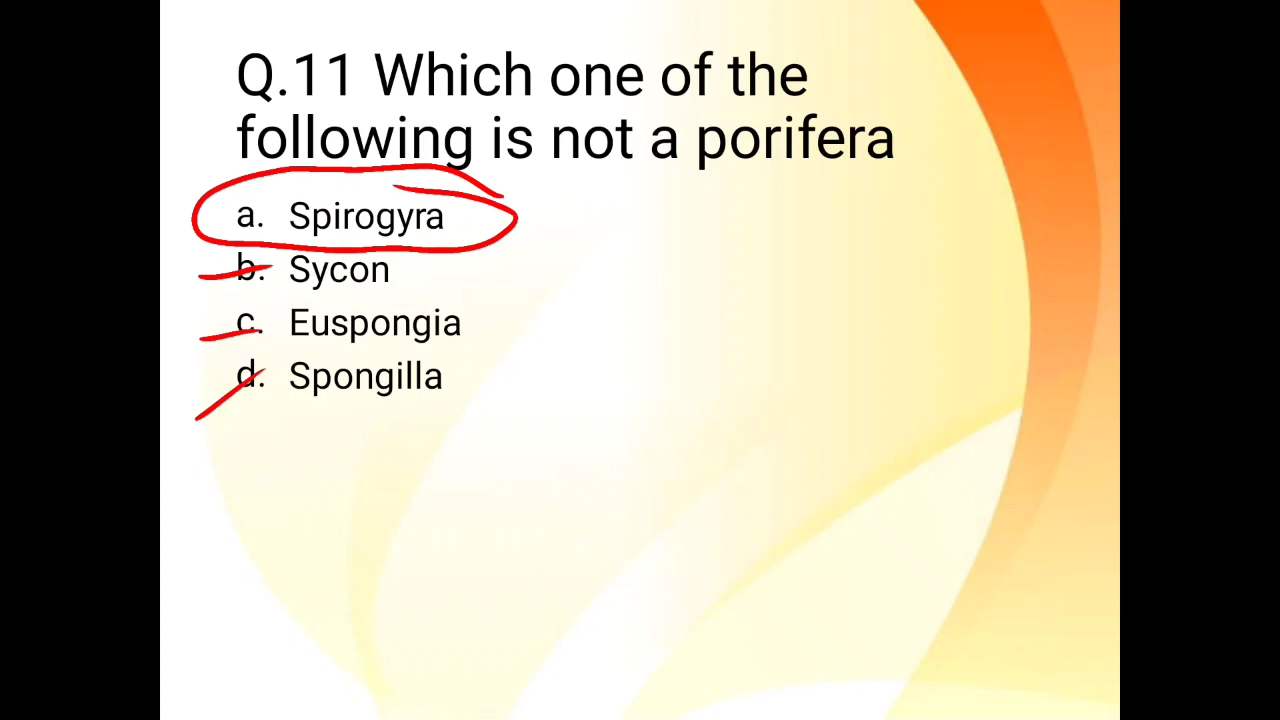 Q.11 Which one of the
following is not a porifera
a. Spirogyra
b. Sycon
c. Euspongia
d. Spongilla